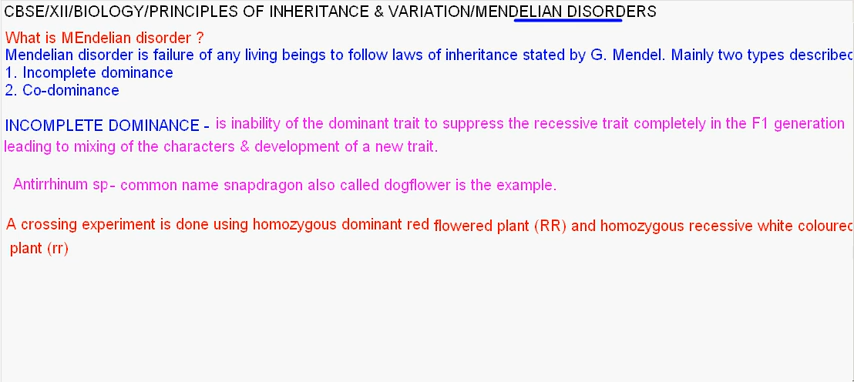 CBSE/XII/BIOLOGY/PRINCIPLES OF INHERITANCE & VARIATION/MENDELIAN DISORDERS
What is MEndelian disorder ?
Mendelian disorder is failure of any living beings to follow laws of inheritance stated by G. Mendel. Mainly two types described
1. Incomplete dominance
2. Co-dominance
INCOMPLETE DOMINANCE - is inability of the dominant trait to suppress the recessive trait completely in the F1 generation
leading to mixing of the characters & development of a new trait.
Antirrhinum sp- common name snapdragon also called dogflower is the example.
A crossing experiment is done using homozygous dominant red flowered plant (RR) and homozygous recessive white coloured
plant (rr)